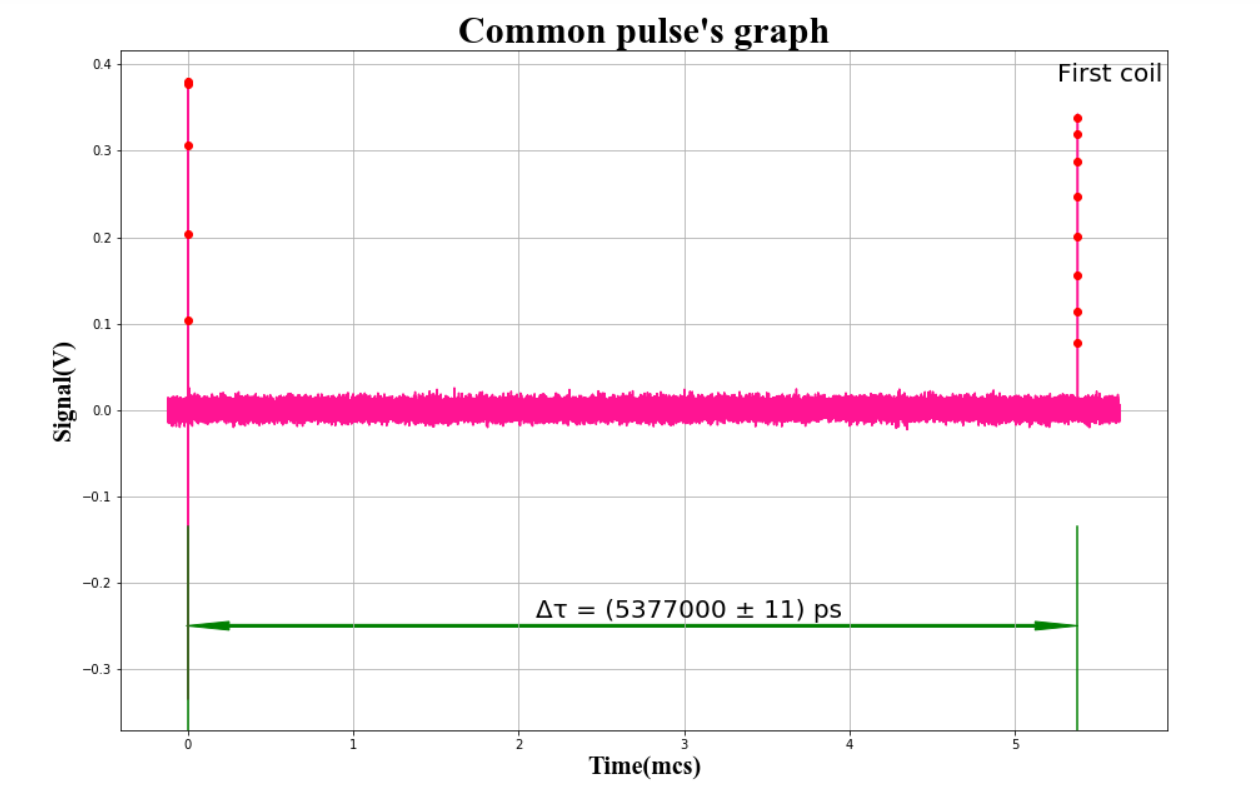 Common pulse's graph
First coil
0.4
0.3
0.2
0.1
0.0
−0.1
−0.2
−0.3
Signal(V)
Δτ = (5377000 ± 11) ps
0 1 2 3 4 5
Time(mcs)